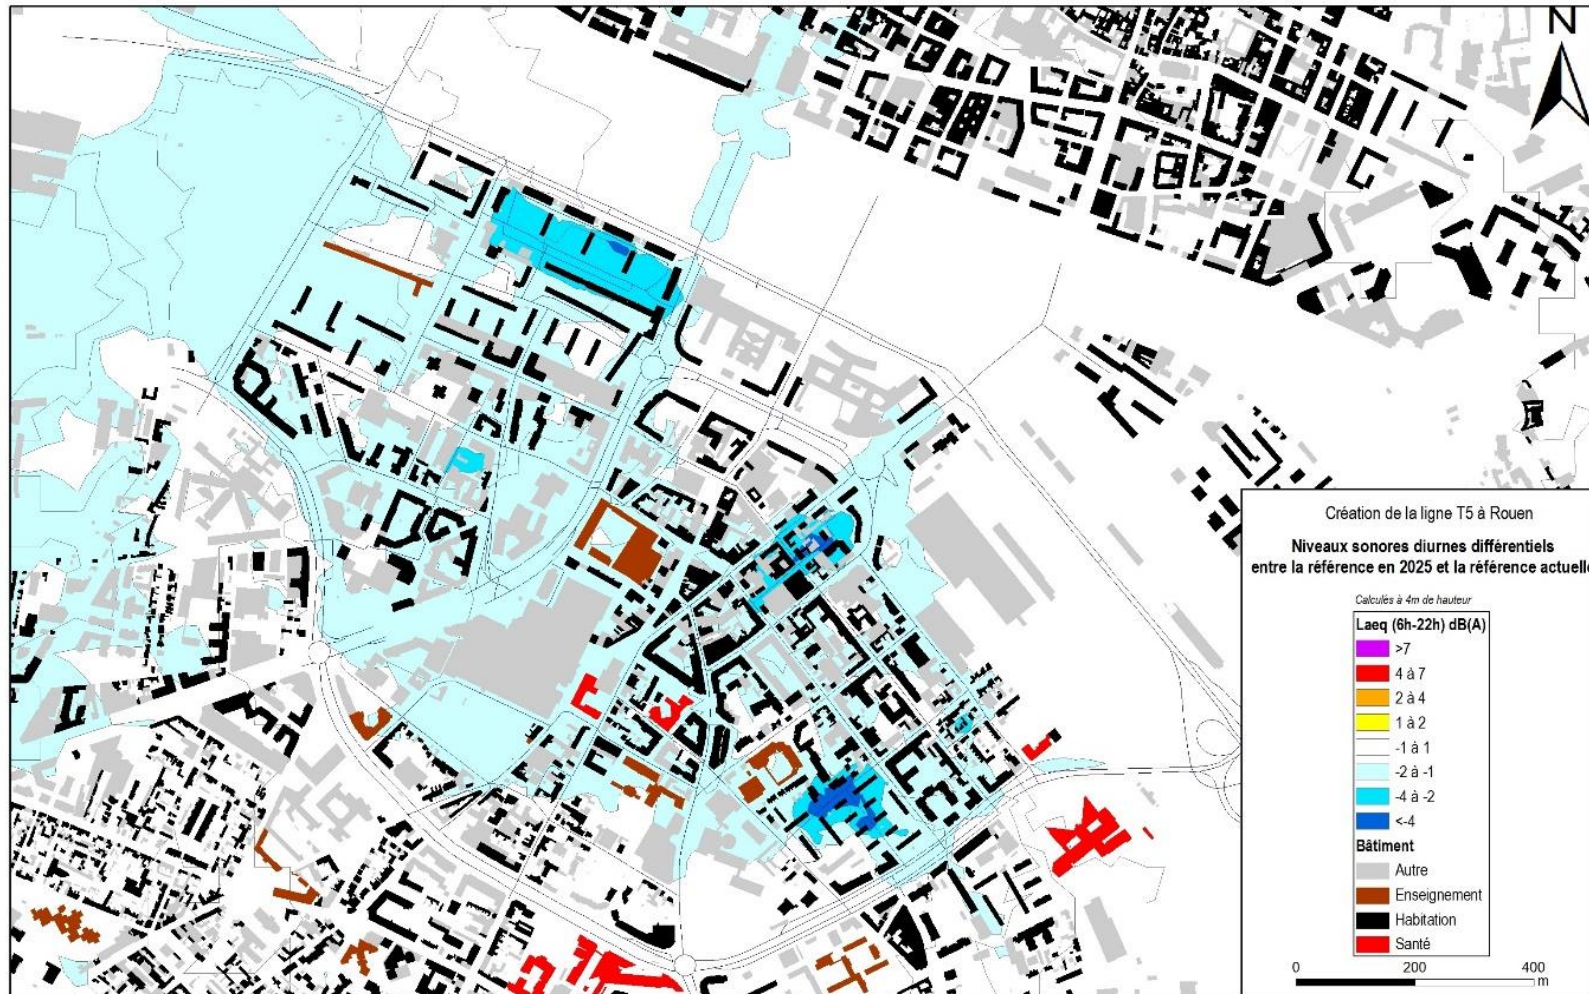 N
Création de la ligne T5 à Rouen
Niveaux sonores diurnes différentiels
entre la référence en 2025 et la référence actuelle
Calculés à 4m de hauteur
Laeq (6h-22h) dB(A)
>7
4 à 7
2 à 4
1 à 2
-1 à 1
-2 à -1
-4 à -2
<-4
Bâtiment
Autre
Enseignement
Habitation
Santé
0 200 400
m